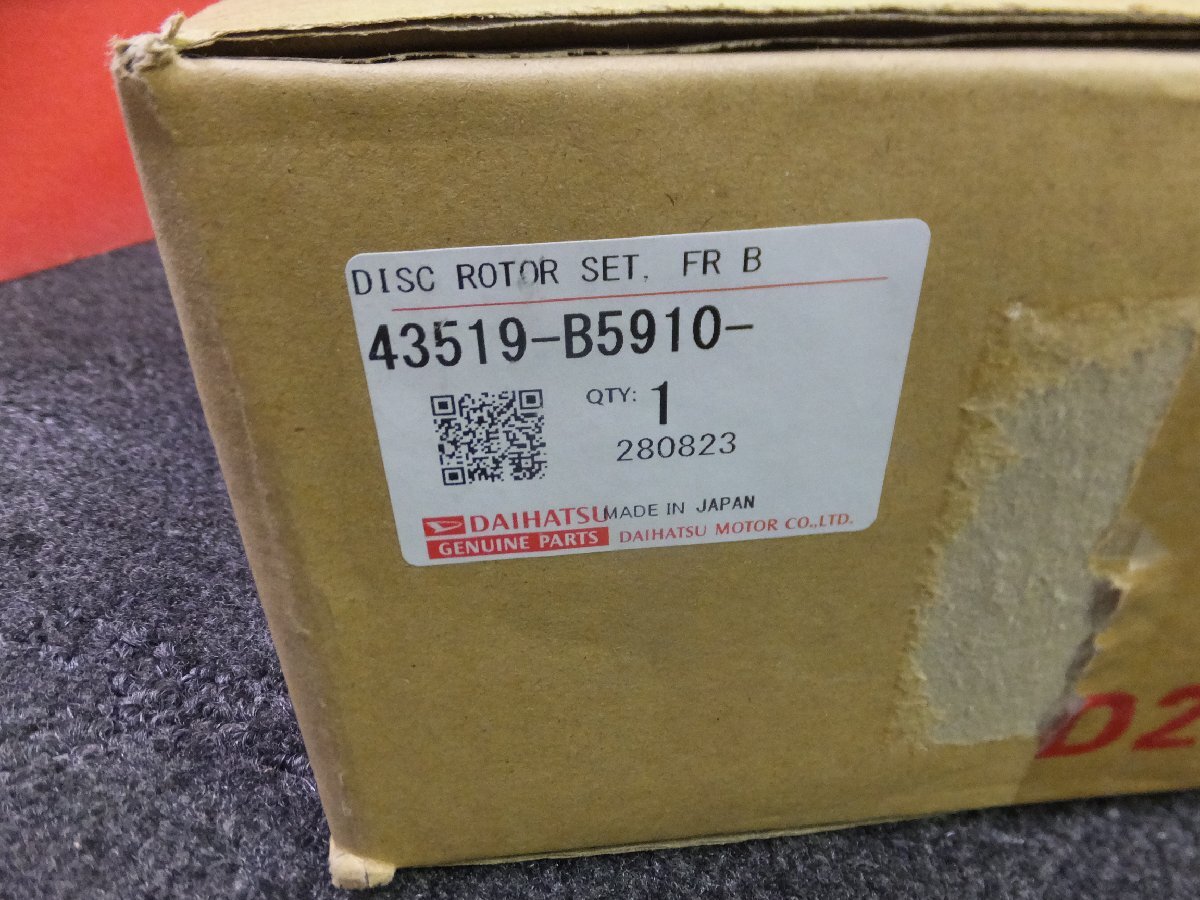 DISC ROTOR SET, FR B
43519-B5910-
QTY: 1
280823
MADE IN JAPAN
DAIHATSU
GENUINE PARTS
DAIHATSU MOTOR CO.,LTD.
D2